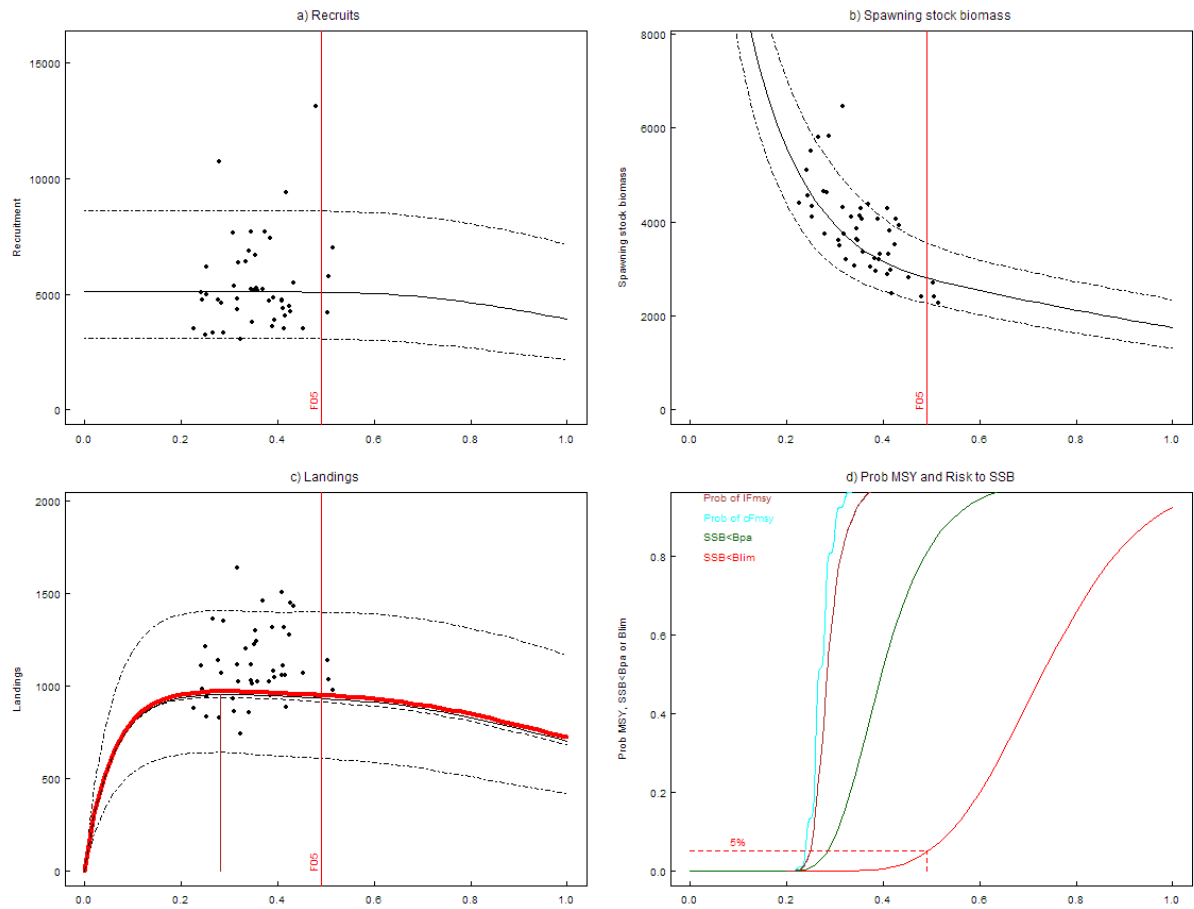 a) Recruits
Recruitment
15000
10000
5000
0
F05
0.0 0.2 0.4 0.6 0.8 1.0
b) Spawning stock biomass
Spawning stock biomass
8000
6000
4000
2000
0
F05
0.0 0.2 0.4 0.6 0.8 1.0
c) Landings
Landings
2000
1500
1000
500
0
F05
0.0 0.2 0.4 0.6 0.8 1.0
d) Prob MSY and Risk to SSB
Prob MSY, SSB<Bpa or Blim
Prob of lFmsy
Prob of cFmsy
SSB<Bpa
SSB<Blim
0.8
0.6
0.4
0.2
0.0
5%
0.0 0.2 0.4 0.6 0.8 1.0